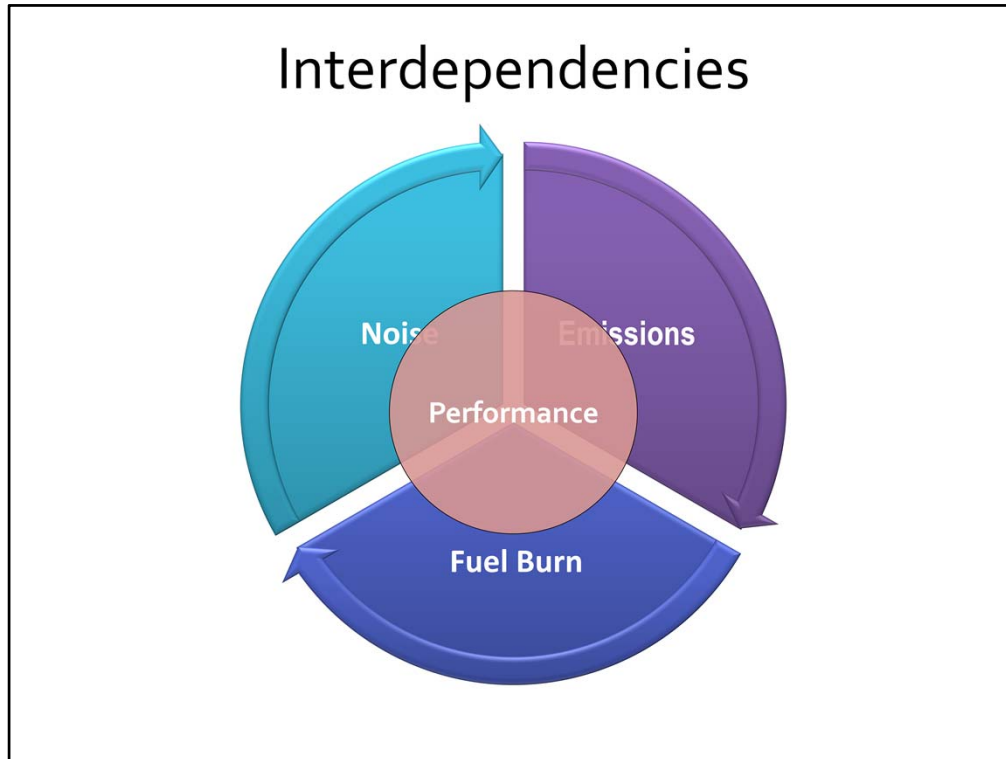 Interdependencies
Noise
Emissions
Performance
Fuel Burn